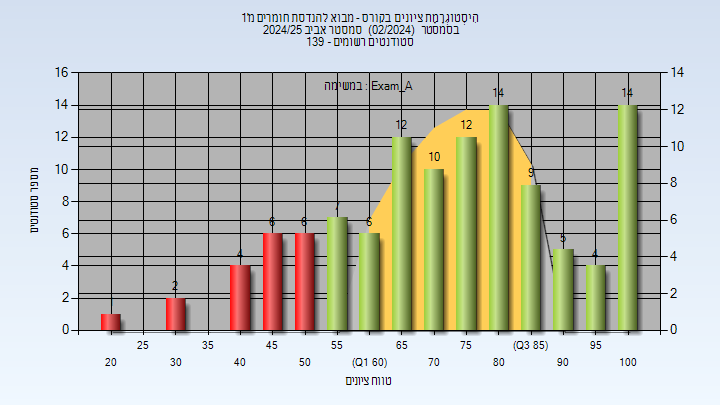 הִיסְטוגְרָמַת ציונים בקורס - מבוא להנדסת חומרים מ'1
בסמסטר (02/2024) סמסטר אביב 2024/25
סטודנטים רשומים - 139
במשימה : Exam_A
מספר סטודנטים
16 14 12 10 8 6 4 2 0
14 12 10 8 6 4 2 0
2 4 6 6 6 12 10 12 14 9 5 4 14
25 35 45 55 65 75 (Q3 85) 95
20 30 40 50 (Q1 60) 70 80 90 100
טווח ציונים